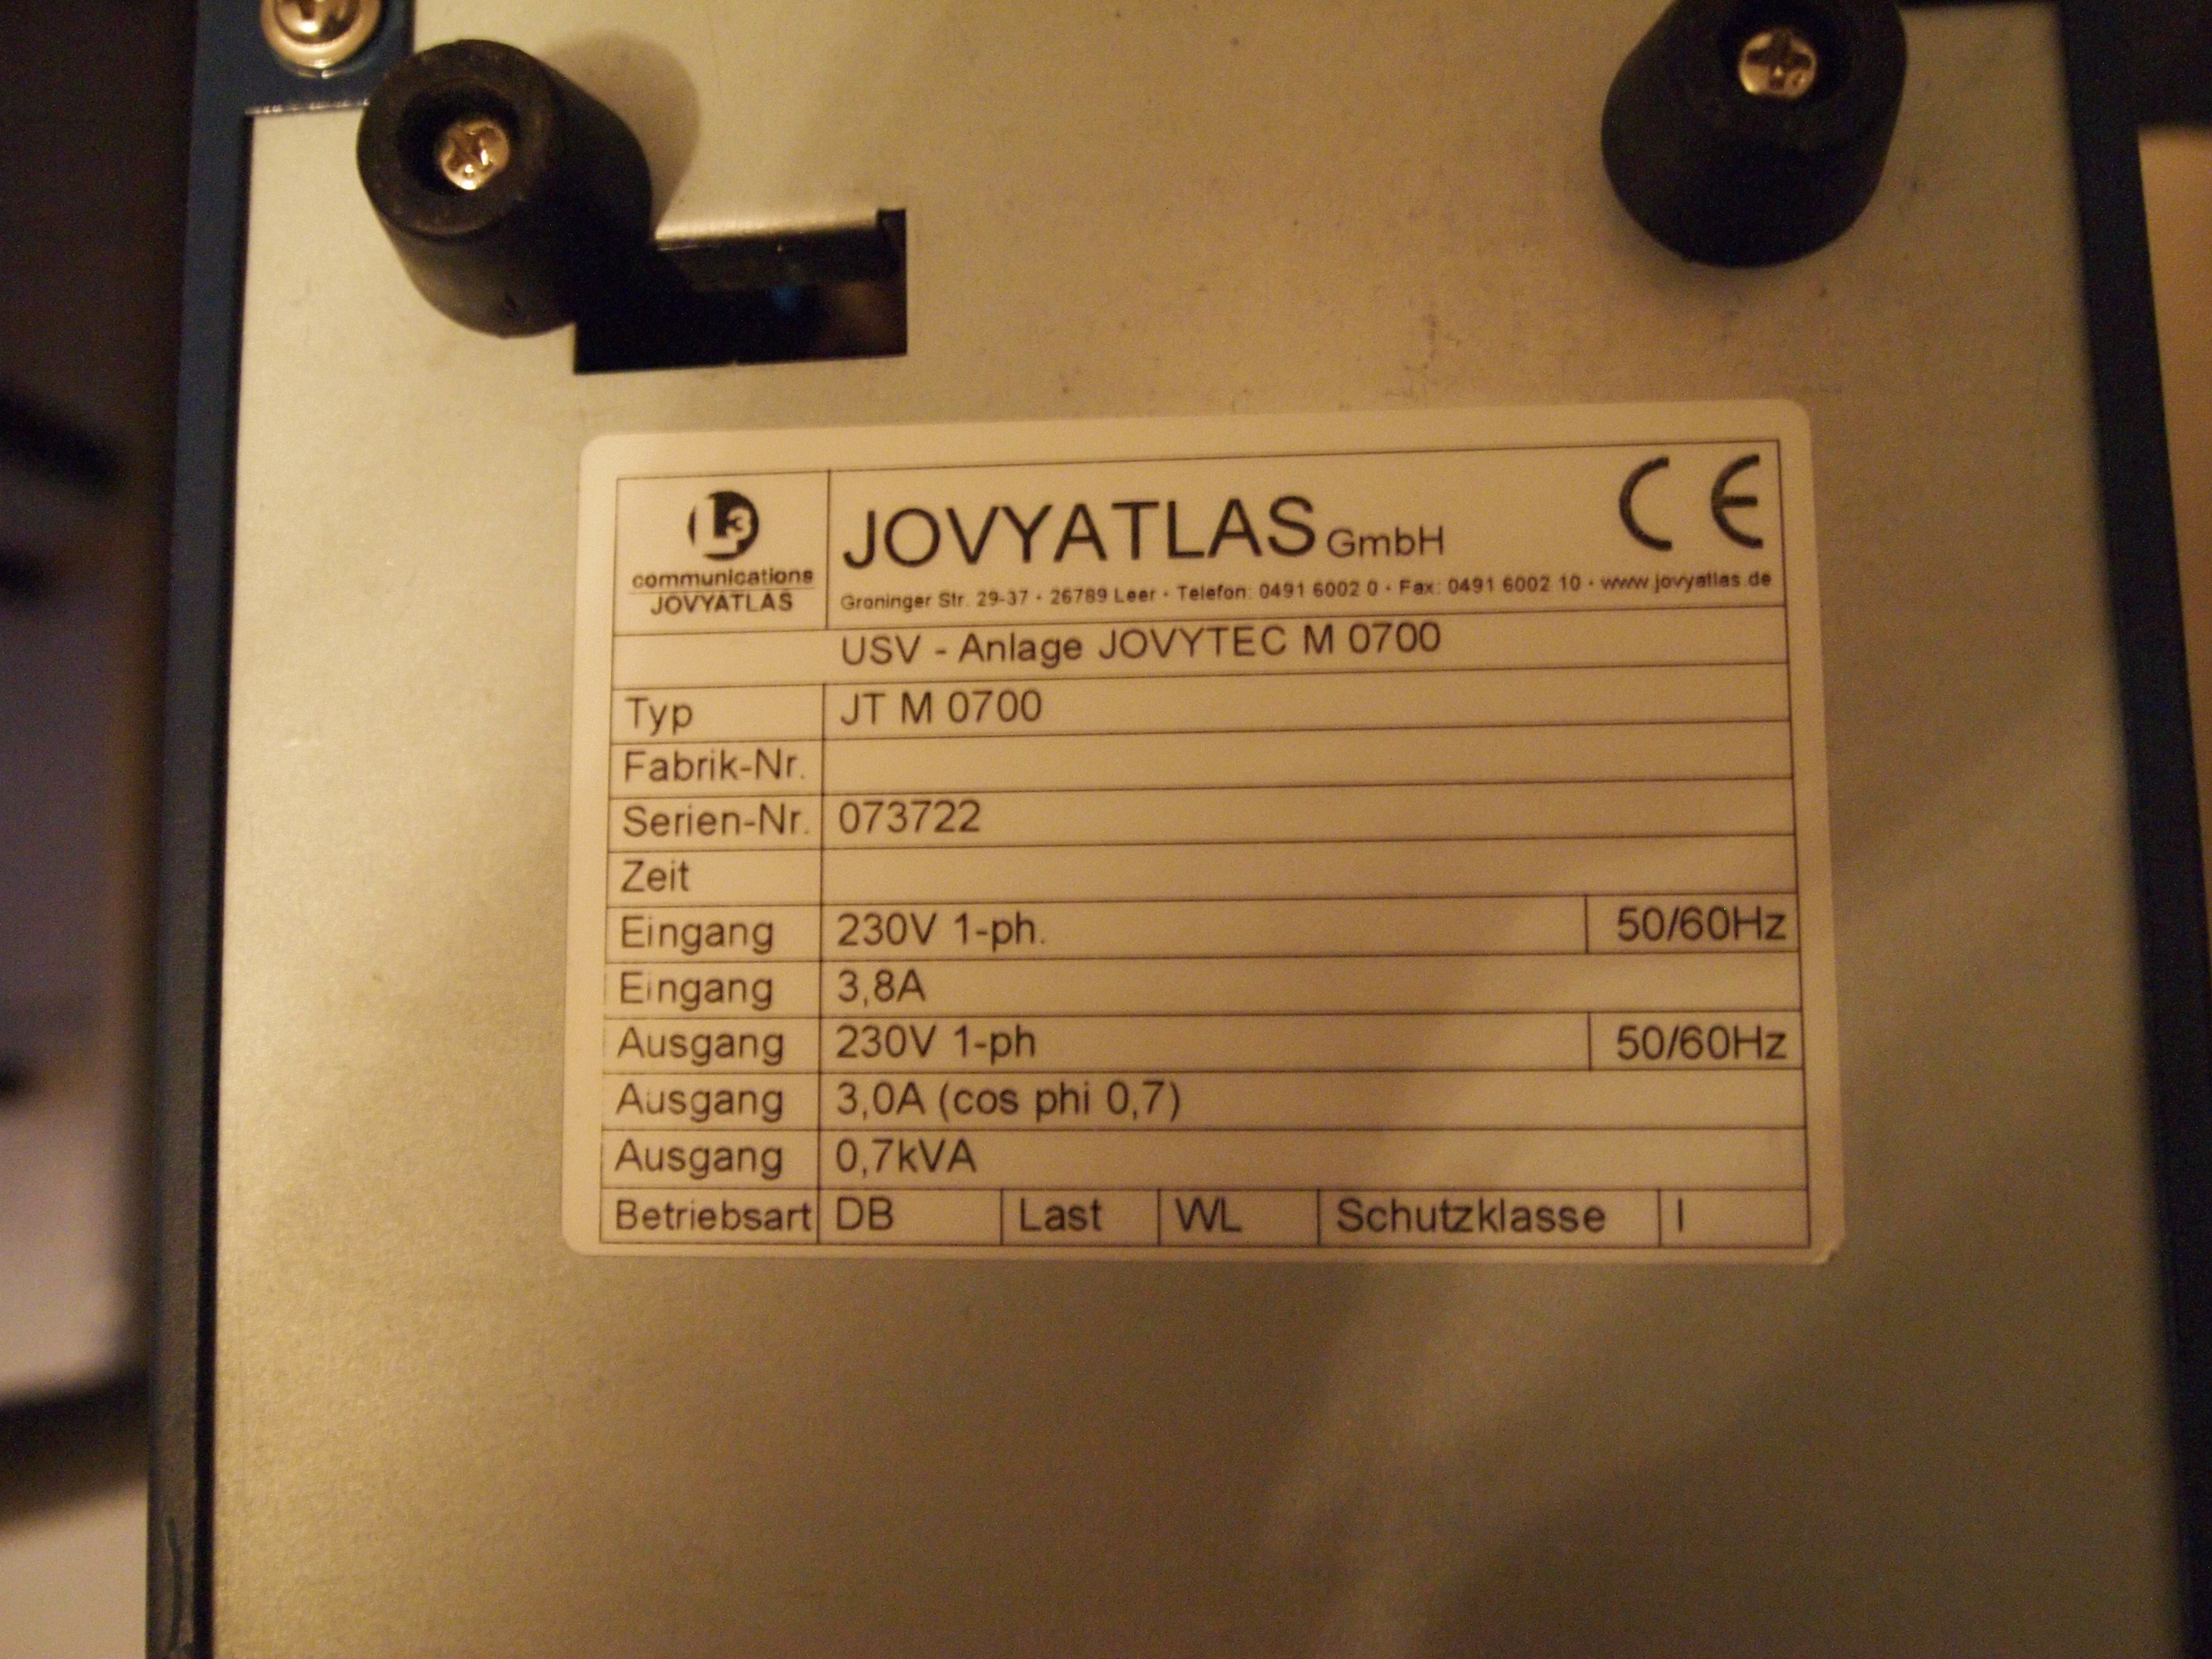 L3
communications
JOVYATLAS
JOVYATLAS GmbH CE
Groninger Str. 29-37 · 26789 Leer · Telefon: 0491 6002 0 · Fax: 0491 6002 10 · www.jovyatlas.de
USV - Anlage JOVYTEC M 0700
Typ JT M 0700
Fabrik-Nr.
Serien-Nr. 073722
Zeit
Eingang 230V 1-ph. 50/60Hz
Eingang 3,8A
Ausgang 230V 1-ph 50/60Hz
Ausgang 3,0A (cos phi 0,7)
Ausgang 0,7kVA
Betriebsart DB Last WL Schutzklasse I